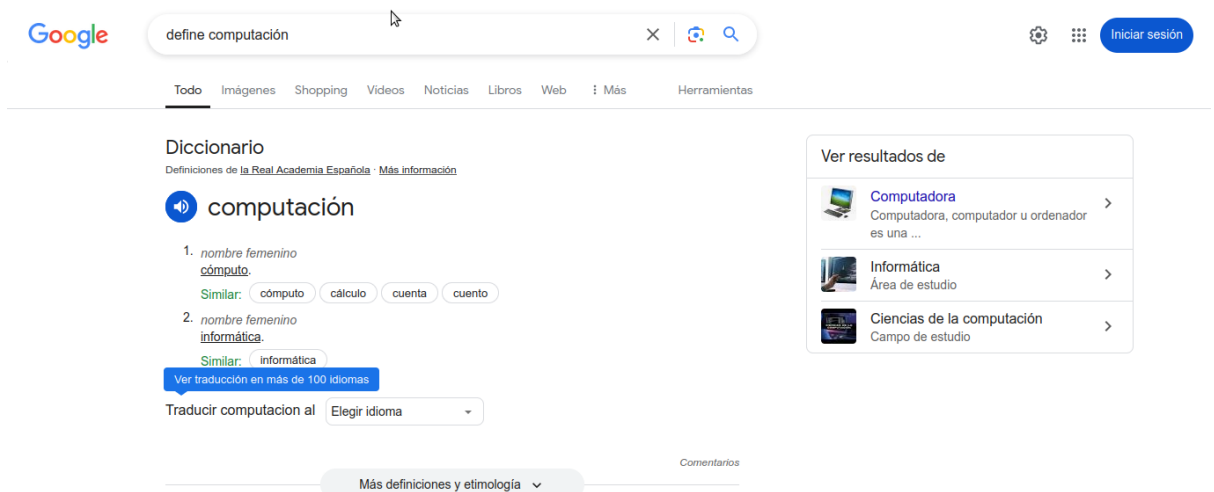 Google
define computación
Iniciar sesión
Todo Imágenes Shopping Videos Noticias Libros Web Más Herramientas
Diccionario
Definiciones de la Real Academia Española · Más información
computación
1. nombre femenino
cómputo.
Similar: cómputo cálculo cuenta cuento
2. nombre femenino
informática.
Similar: informática
Ver traducción en más de 100 idiomas
Traducir computacion al Elegir idioma
Comentarios
Más definiciones y etimología
Ver resultados de
Computadora
Computadora, computador u ordenador
es una ...
Informática
Área de estudio
Ciencias de la computación
Campo de estudio